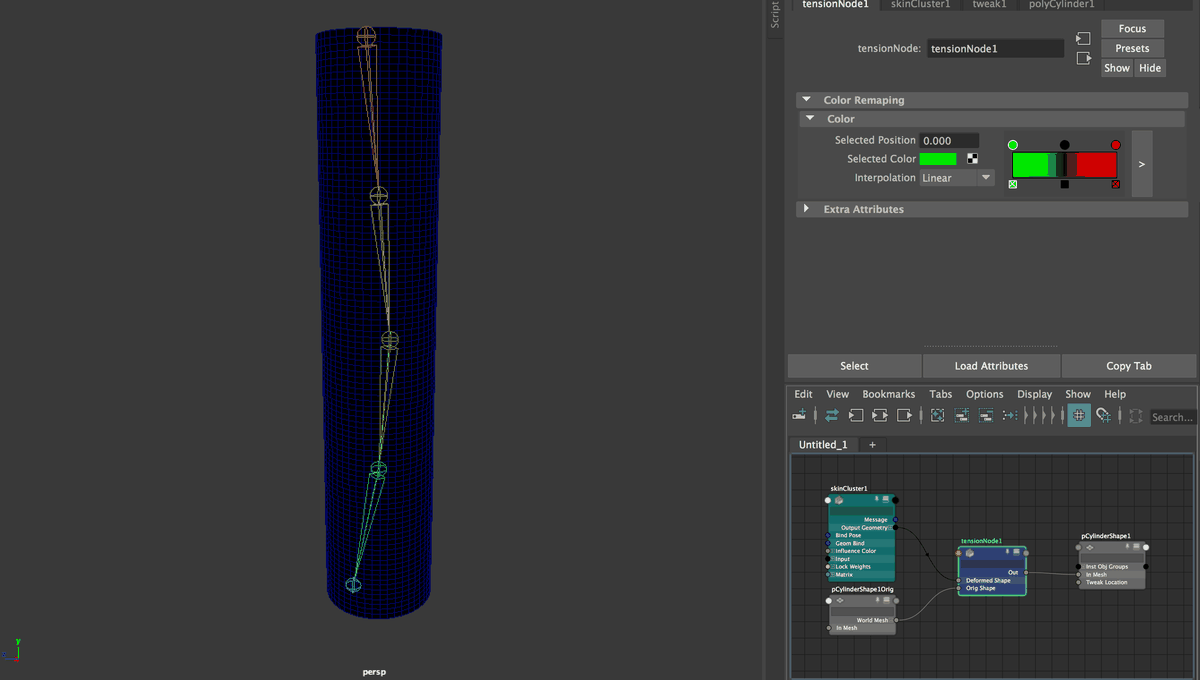 Script
tensionNode1 skinCluster1 tweak1 polyCylinder1
tensionNode: tensionNode1
Focus
Presets
Show Hide
Color Remaping
Color
Selected Position 0.000
Selected Color
Interpolation Linear
>
Extra Attributes
Select Load Attributes Copy Tab
Edit View Bookmarks Tabs Options Display Show Help
Search...
Untitled_1 +
skinCluster1
Message
Output Geometry
Bind Pose
Geom Bind
Influence Color
Input
Lock Weights
Matrix
pCylinderShape1Orig
World Mesh
In Mesh
tensionNode1
Out
Deformed Shape
Orig Shape
pCylinderShape1
Inst Obj Groups
In Mesh
Tweak Location
y
persp